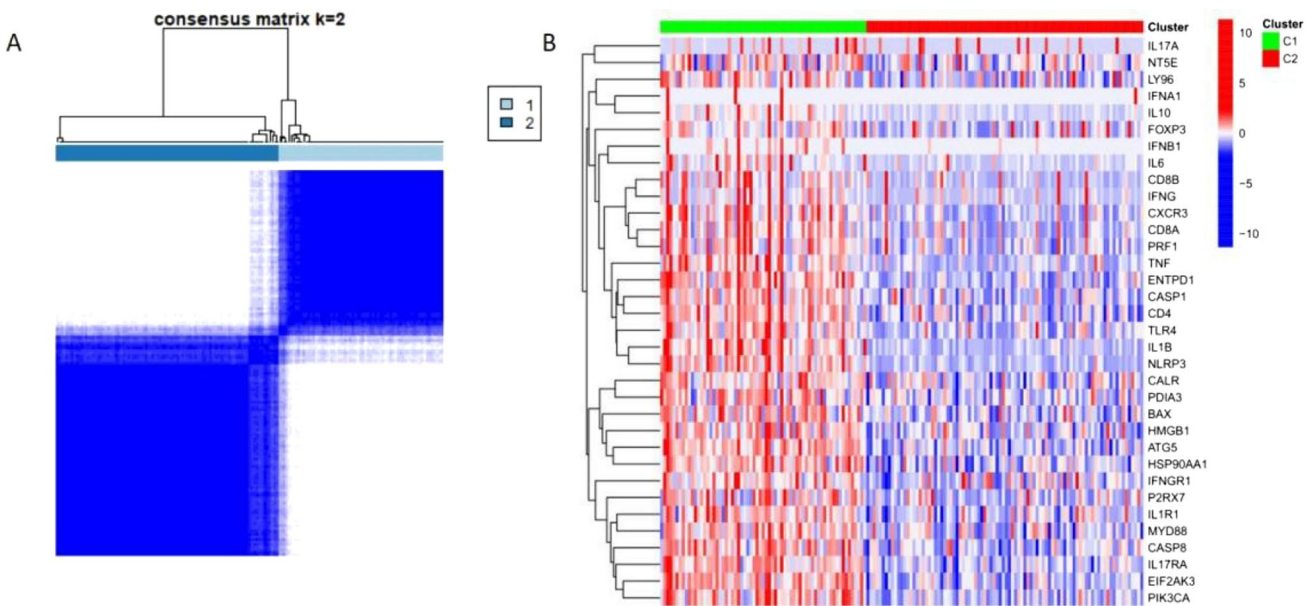 consensus matrix k=2
A
1
2
B
Cluster
IL17A
NT5E
LY96
IFNA1
IL10
FOXP3
IFNB1
IL6
CD8B
IFNG
CXCR3
CD8A
PRF1
TNF
ENTPD1
CASP1
CD4
TLR4
IL1B
NLRP3
CALR
PDIA3
BAX
HMGB1
ATG5
HSP90AA1
IFNGR1
P2RX7
IL1R1
MYD88
CASP8
IL17RA
EIF2AK3
PIK3CA
10
5
0
−5
−10
Cluster
C1
C2